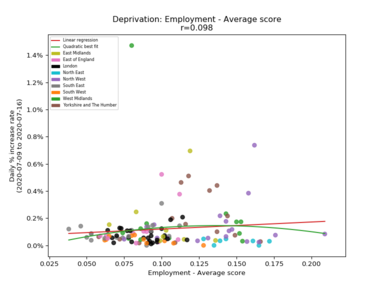 Deprivation: Employment - Average score
r=0.098
Linear regression
Quadratic best fit
East Midlands
East of England
London
North East
North West
South East
South West
West Midlands
Yorkshire and The Humber
1.4%
1.2%
1.0%
0.8%
0.6%
0.4%
0.2%
0.0%
Daily % increase rate
(2020-07-09 to 2020-07-16)
0.025 0.050 0.075 0.100 0.125 0.150 0.175 0.200
Employment - Average score